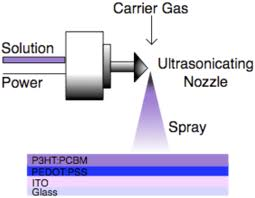 Carrier Gas
Solution
Power
Ultrasonicating
Nozzle
Spray
P3HT:PCBM
PEDOT:PSS
ITO
Glass